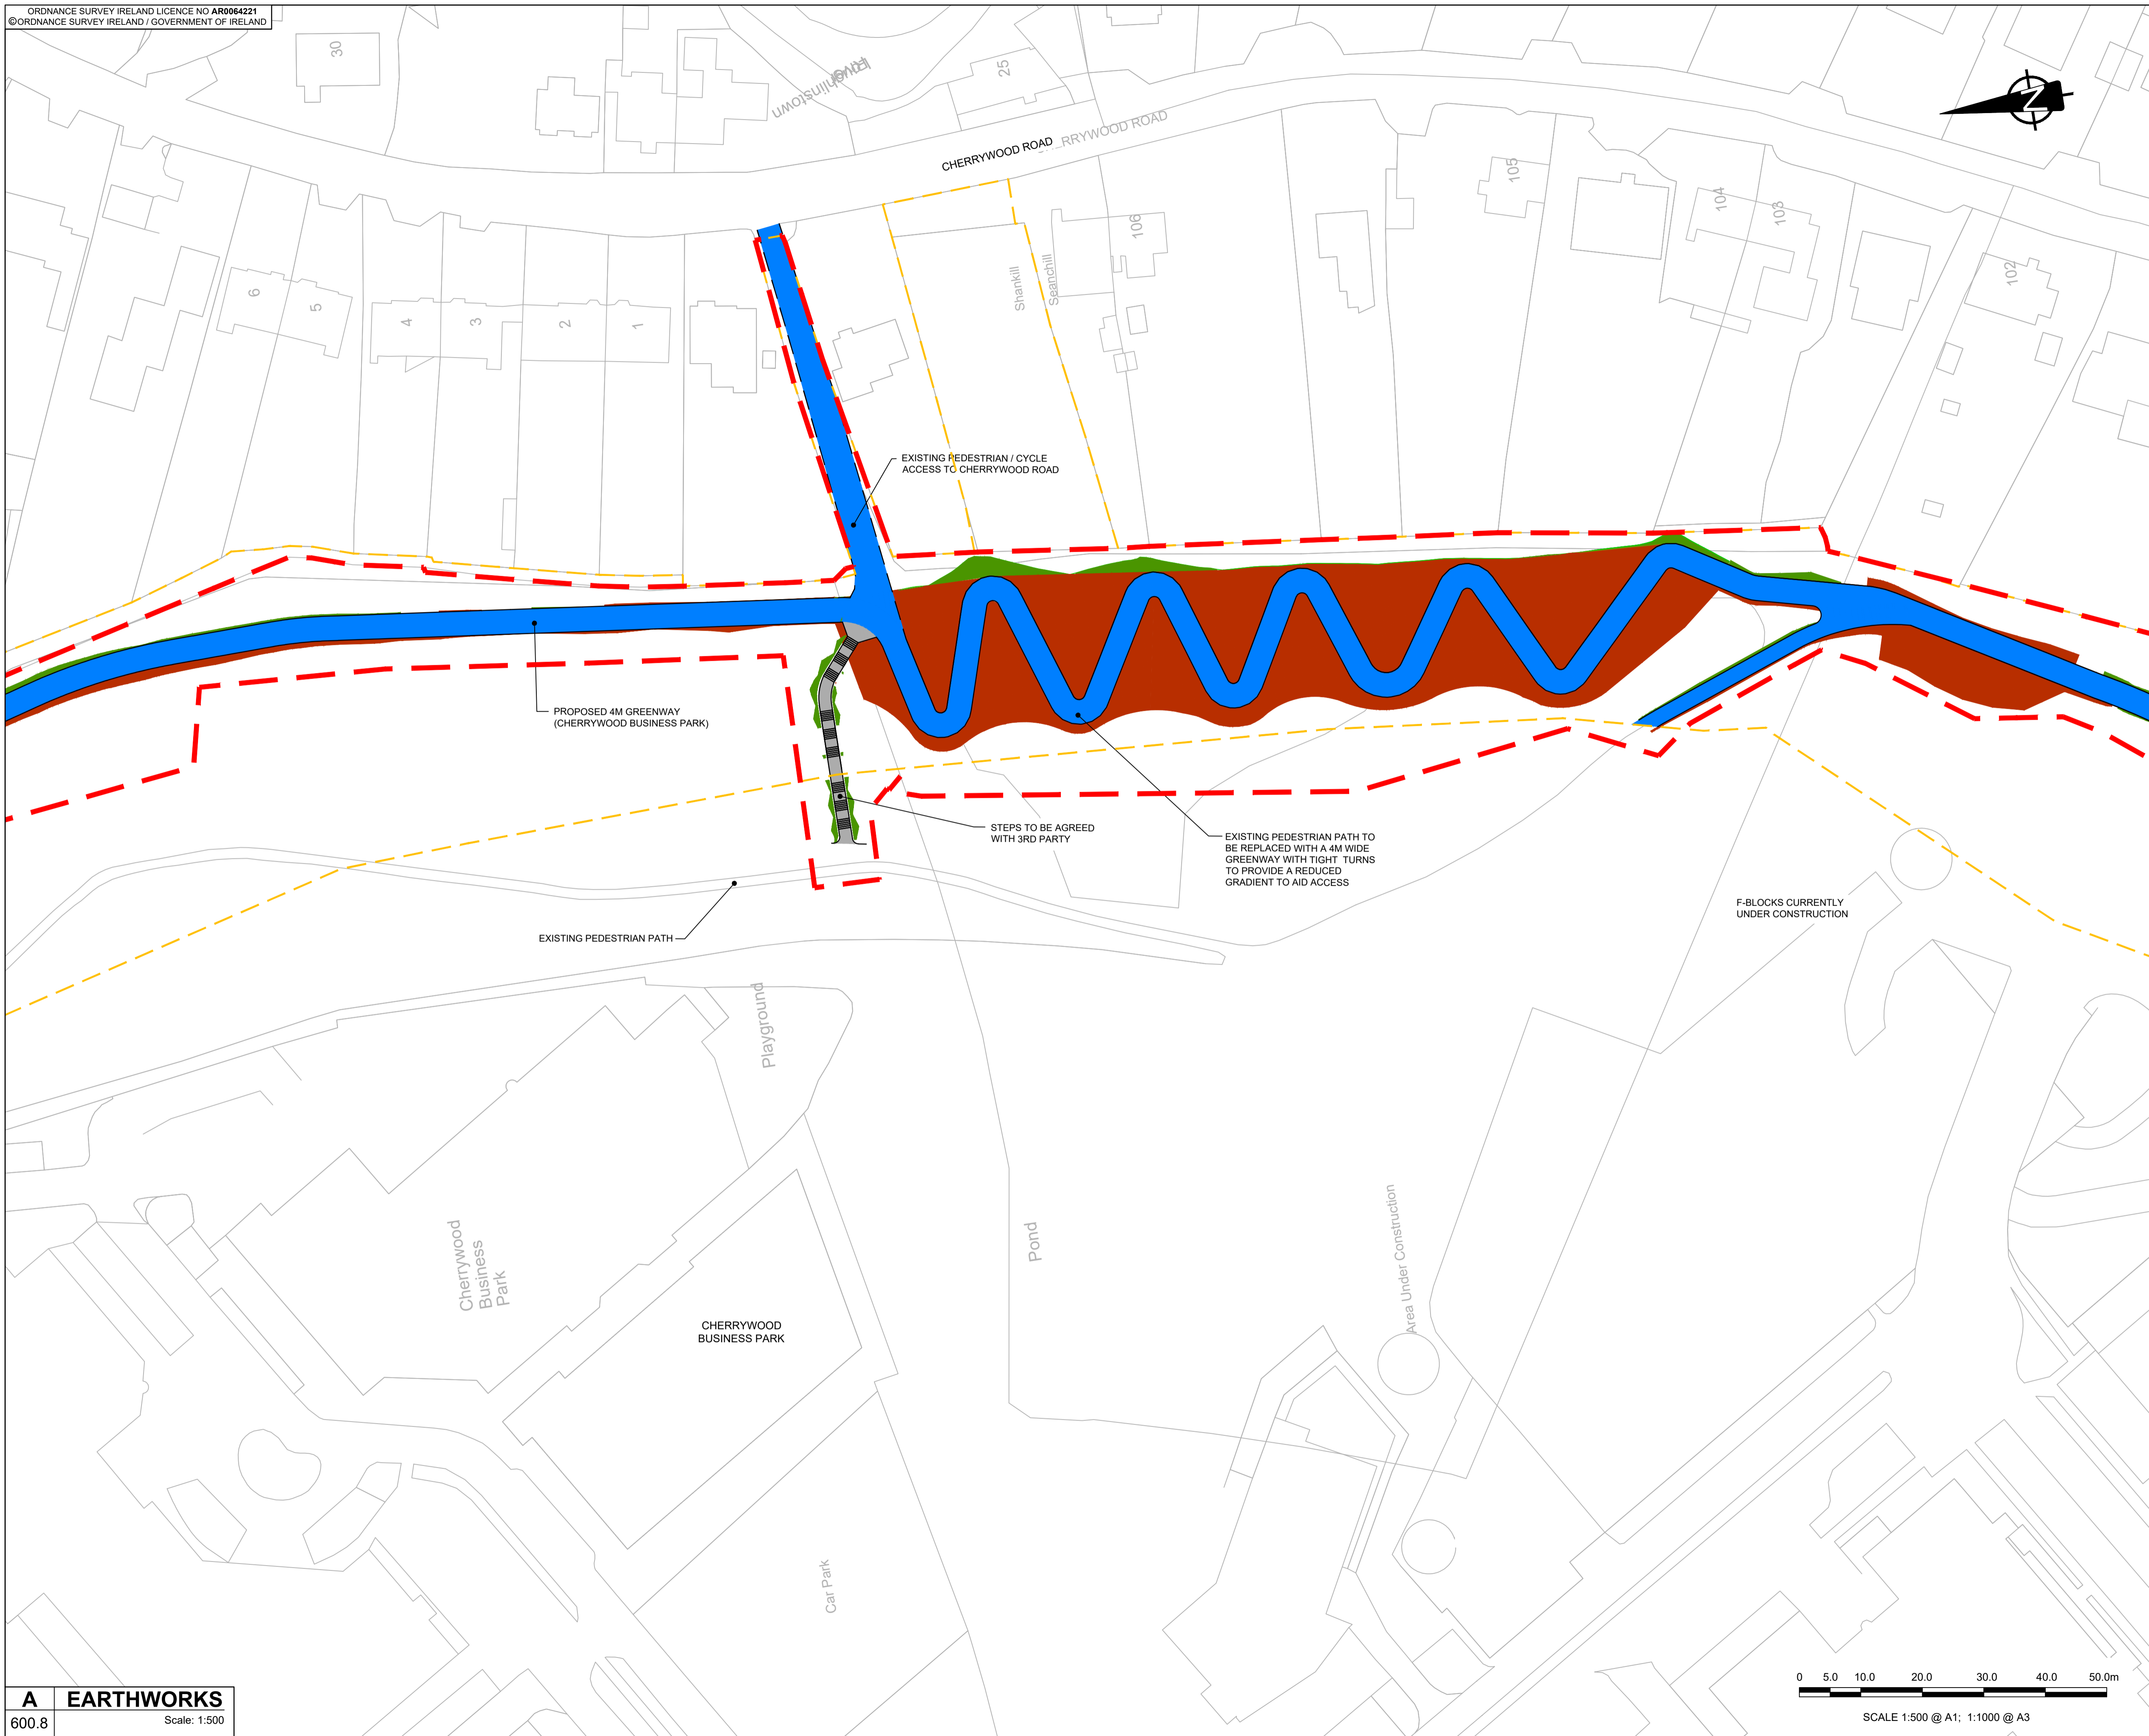 ORDNANCE SURVEY IRELAND LICENCE NO AR0064221
©ORDNANCE SURVEY IRELAND / GOVERNMENT OF IRELAND
30
25
CHERRYWOOD ROAD
RRYWOOD ROAD
105
104
103
102
106
Shankill
Seanchill
6
5
4
3
2
1
EXISTING PEDESTRIAN / CYCLE
ACCESS TO CHERRYWOOD ROAD
PROPOSED 4M GREENWAY
(CHERRYWOOD BUSINESS PARK)
STEPS TO BE AGREED
WITH 3RD PARTY
EXISTING PEDESTRIAN PATH TO
BE REPLACED WITH A 4M WIDE
GREENWAY WITH TIGHT TURNS
TO PROVIDE A REDUCED
GRADIENT TO AID ACCESS
F-BLOCKS CURRENTLY
UNDER CONSTRUCTION
EXISTING PEDESTRIAN PATH
Playground
Pond
Area Under Construction
Cherrywood
Business
Park
CHERRYWOOD
BUSINESS PARK
Car Park
A
EARTHWORKS
600.8
Scale: 1:500
0 5.0 10.0 20.0 30.0 40.0 50.0m
SCALE 1:500 @ A1; 1:1000 @ A3
N